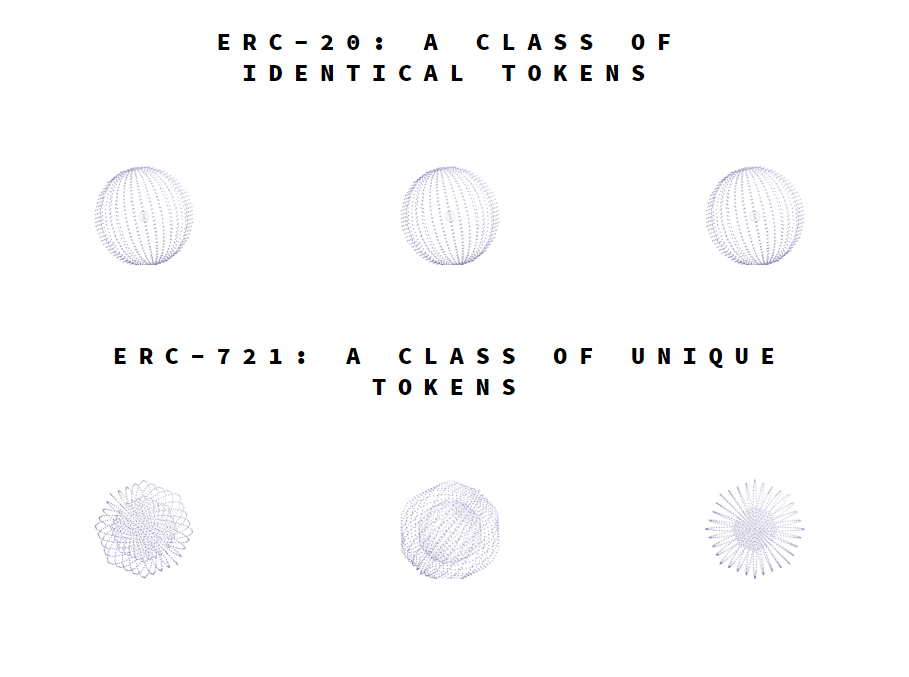 ERC-20: A CLASS OF
IDENTICAL TOKENS
ERC-721: A CLASS OF UNIQUE
TOKENS